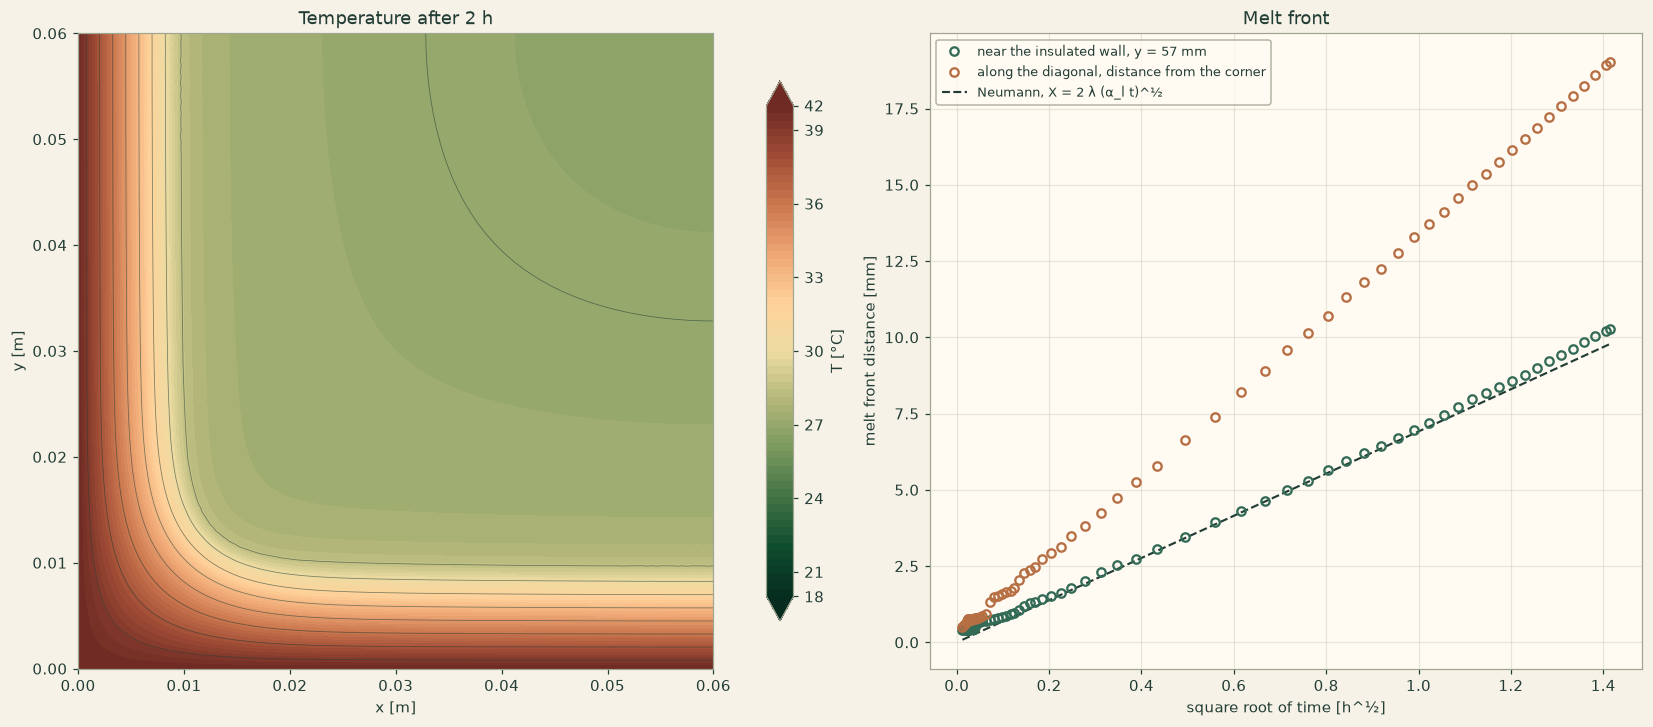 Temperature after 2 h
0.06
0.05
0.04
0.03
0.02
0.01
0.00
y [m]
0.00 0.01 0.02 0.03 0.04 0.05 0.06
x [m]
42
39
36
33
30
27
24
21
18
T [°C]
Melt front
near the insulated wall, y = 57 mm
along the diagonal, distance from the corner
Neumann, X = 2 λ (α_l t)^½
17.5
15.0
12.5
10.0
7.5
5.0
2.5
0.0
melt front distance [mm]
0.0 0.2 0.4 0.6 0.8 1.0 1.2 1.4
square root of time [h^½]